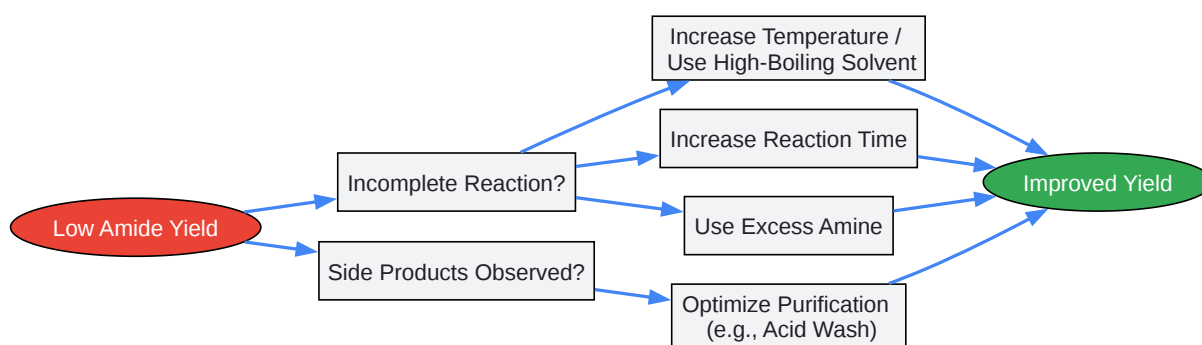 Low Amide Yield
Incomplete Reaction?
Side Products Observed?
Increase Temperature /
Use High-Boiling Solvent
Increase Reaction Time
Use Excess Amine
Optimize Purification
(e.g., Acid Wash)
Improved Yield